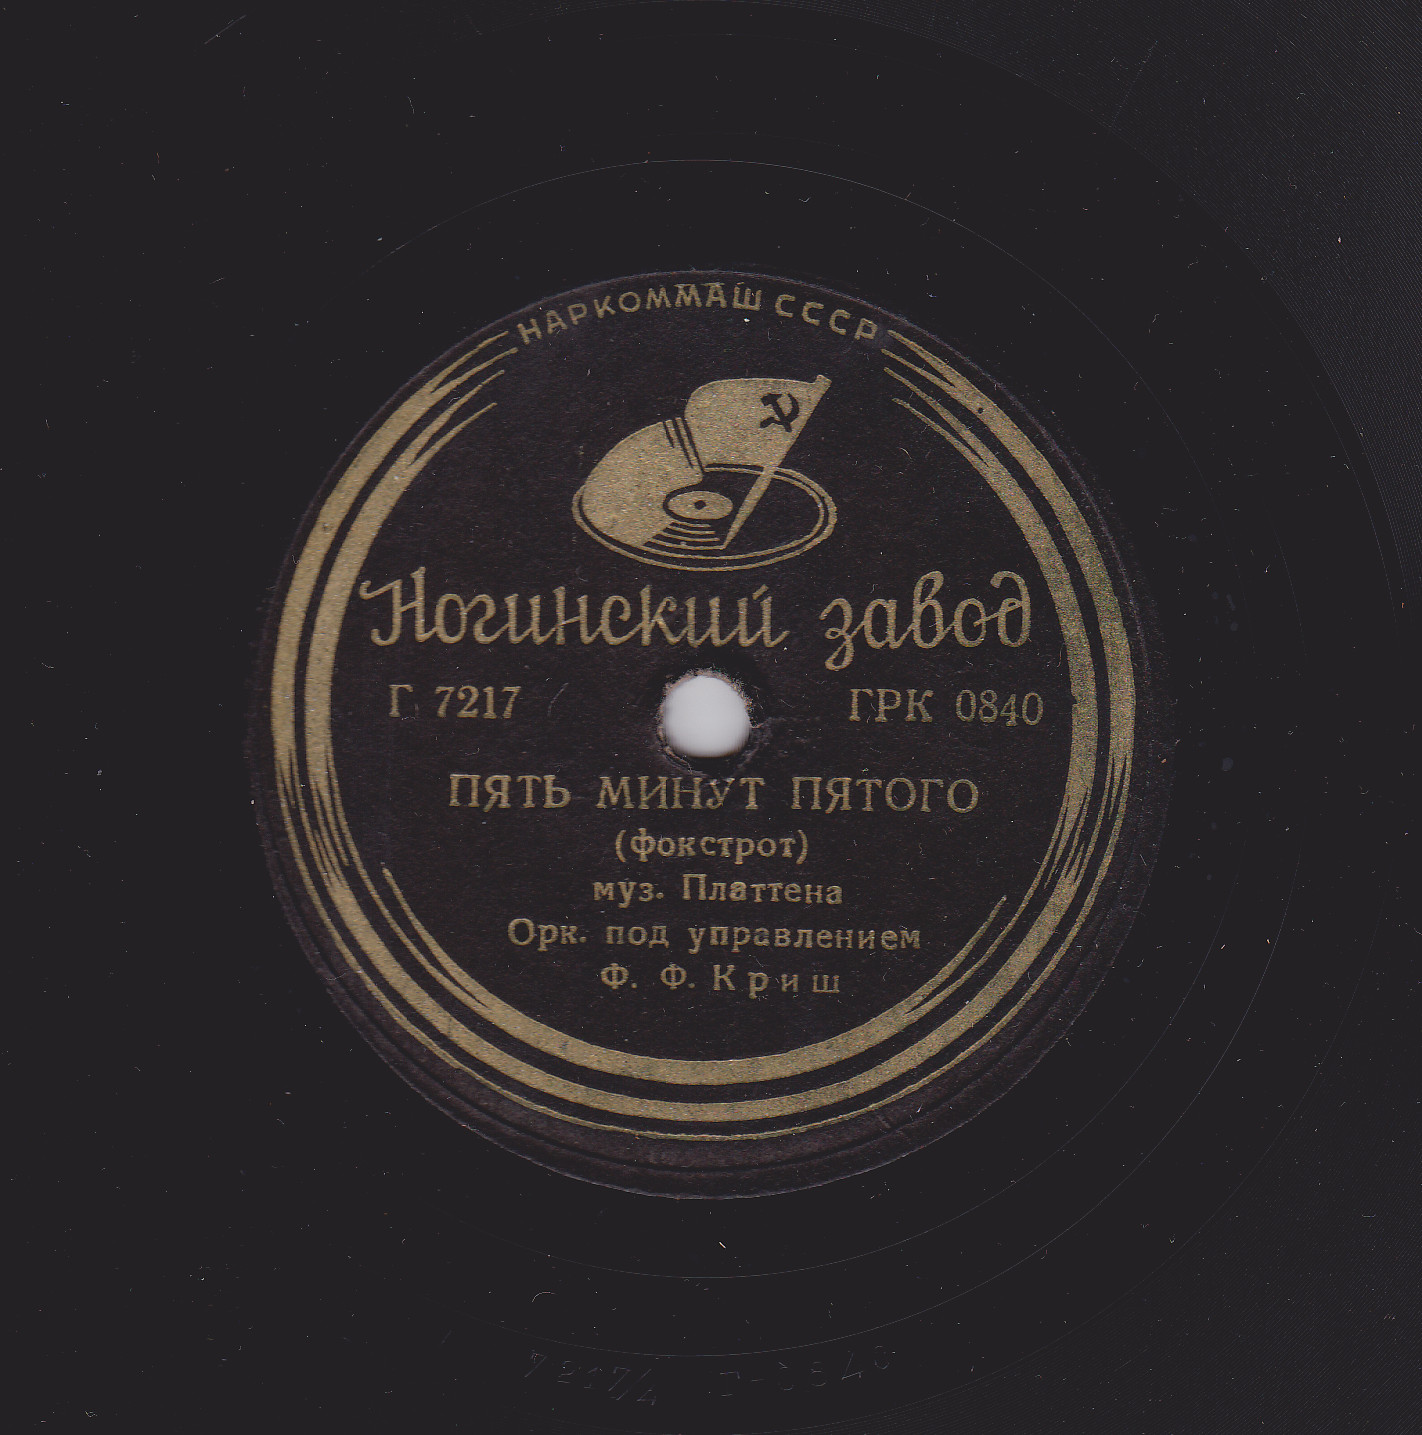 НАРКОММАШ СССР
Ногинский завод
Г 7217 ГРК 0840
ПЯТЬ МИНУТ ПЯТОГО
(фокстрот)
муз. Платтена
Орк. под управлением
Ф. Ф. Криш